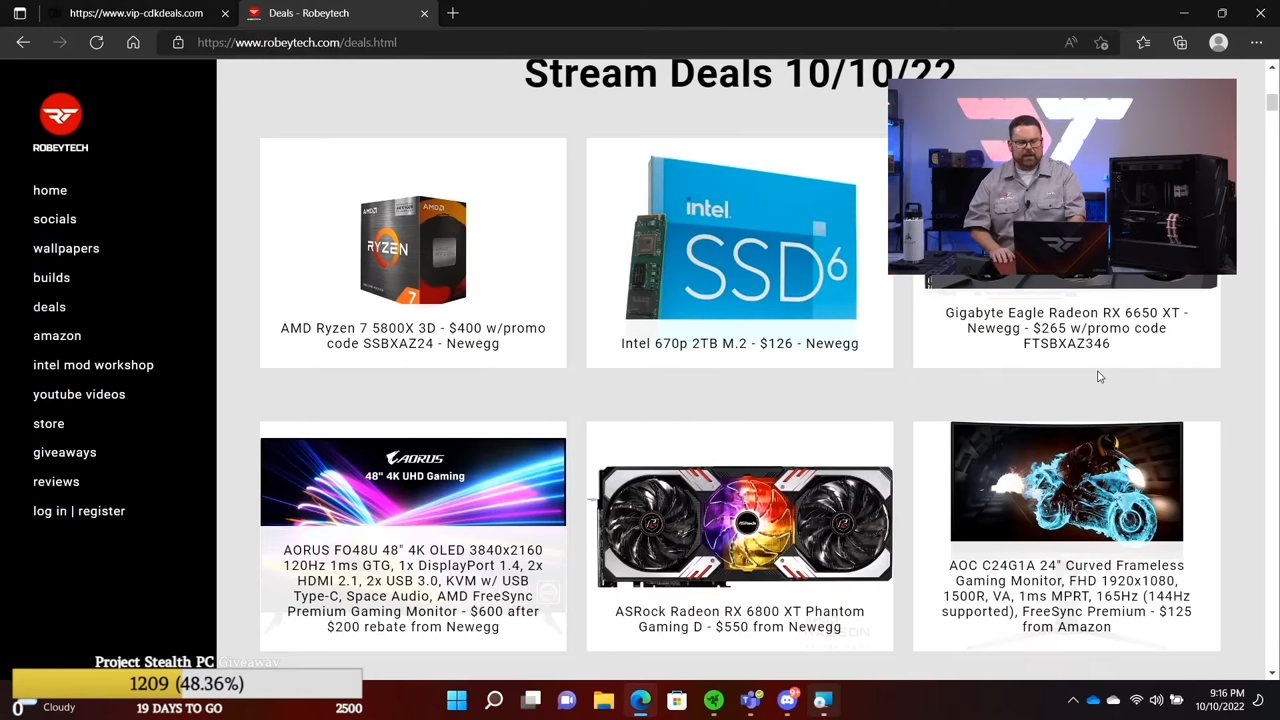 https://www.vip-cdkdeals.com
Deals - Robeytech
https://www.robeytech.com/deals.html
Stream Deals 10/10/22
ROBEYTECH
home
socials
wallpapers
builds
deals
amazon
intel mod workshop
youtube videos
store
giveaways
reviews
log in | register
AMD
RYZEN
7
AMD Ryzen 7 5800X 3D - $400 w/promo
code SSBXAZ24 - Newegg
intel.
SSD6
Intel 670p 2TB M.2 - $126 - Newegg
Gigabyte Eagle Radeon RX 6650 XT -
Newegg - $265 w/promo code
FTSBXAZ346
AORUS
48" 4K UHD Gaming
AORUS FO48U 48" 4K OLED 3840x2160
120Hz 1ms GTG, 1x DisplayPort 1.4, 2x
HDMI 2.1, 2x USB 3.0, KVM w/ USB
Type-C, Space Audio, AMD FreeSync
Premium Gaming Monitor - $600 after
$200 rebate from Newegg
ASRock Radeon RX 6800 XT Phantom
Gaming D - $550 from Newegg
AOC C24G1A 24" Curved Frameless
Gaming Monitor, FHD 1920x1080,
1500R, VA, 1ms MPRT, 165Hz (144Hz
supported), FreeSync Premium - $125
from Amazon
Project Stealth PC Giveaway
1209 (48.36%)
0
19 DAYS TO GO
2500
Cloudy
9:16 PM
10/10/2022